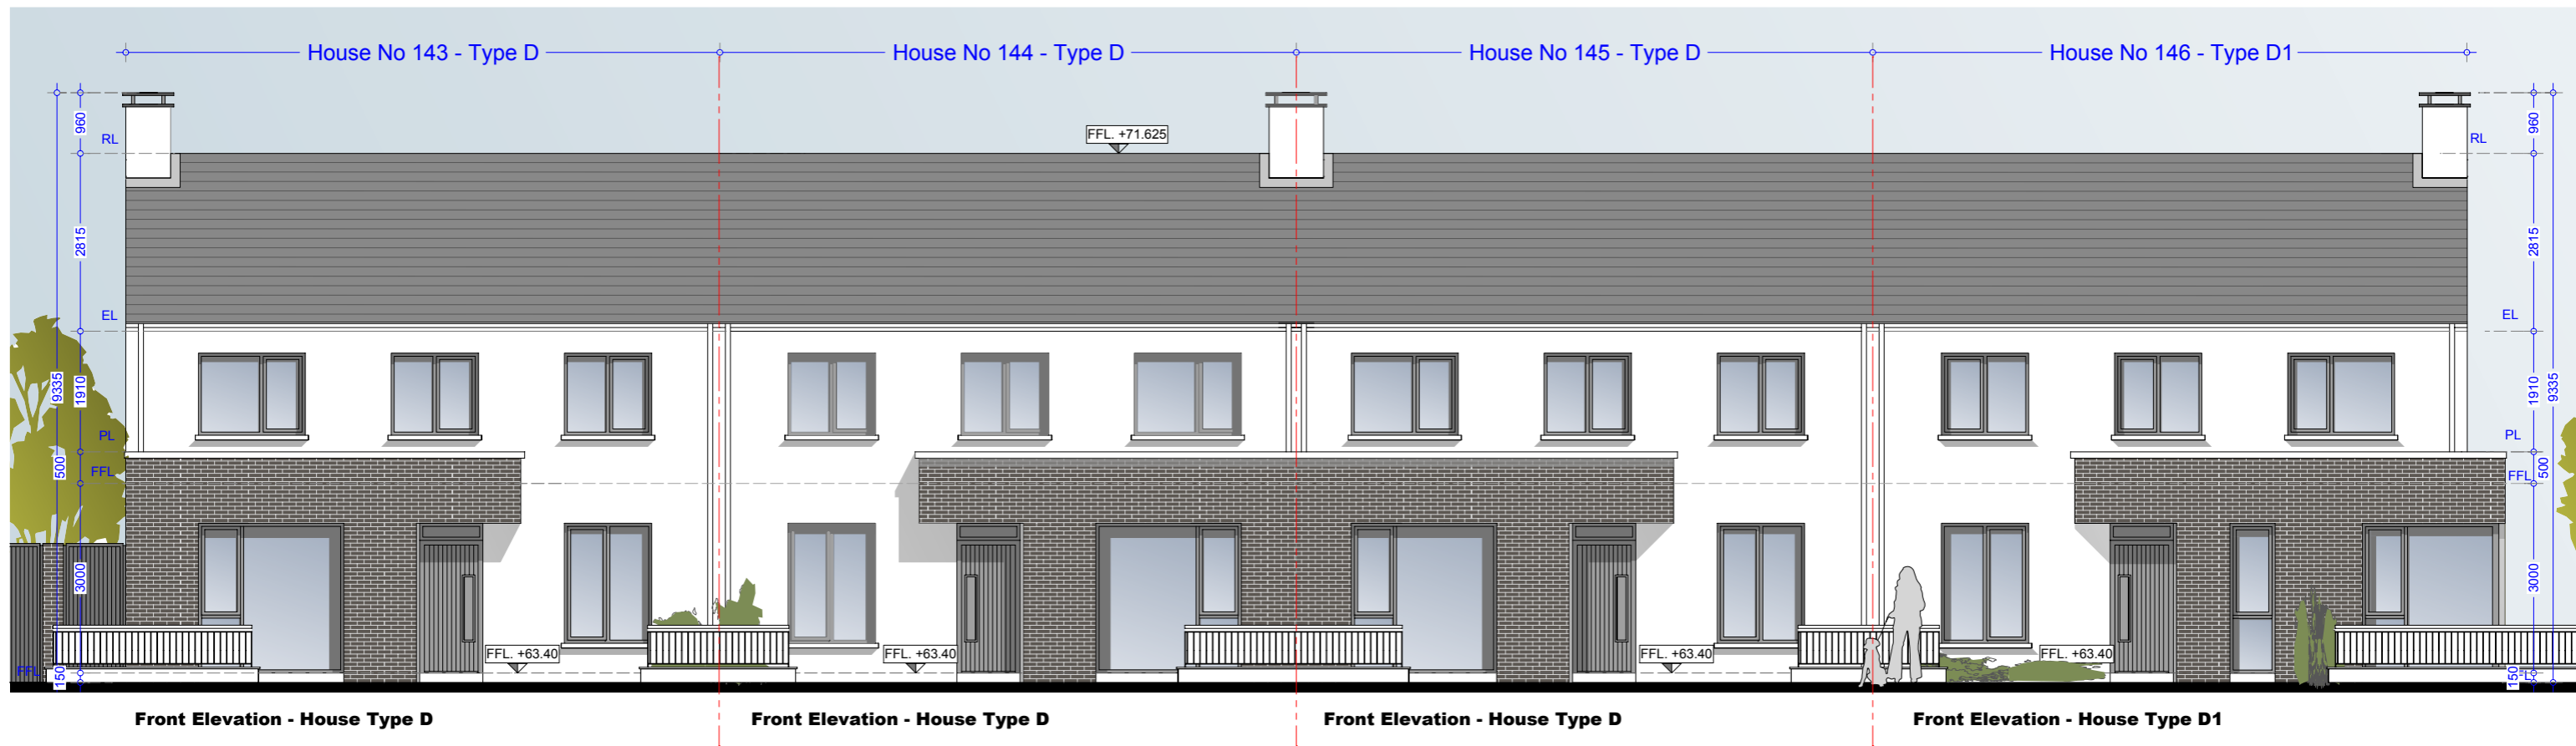 House No 143 - Type D
House No 144 - Type D
House No 145 - Type D
House No 146 - Type D1
FFL. +71.625
960
RL
2815
EL
9335
1910
PL
500
FFL
3000
FFL
150
960
RL
2815
EL
1910
9335
PL
500
FFL
3000
150
FFL. +63.40
FFL. +63.40
FFL. +63.40
FFL. +63.40
Front Elevation - House Type D
Front Elevation - House Type D
Front Elevation - House Type D
Front Elevation - House Type D1